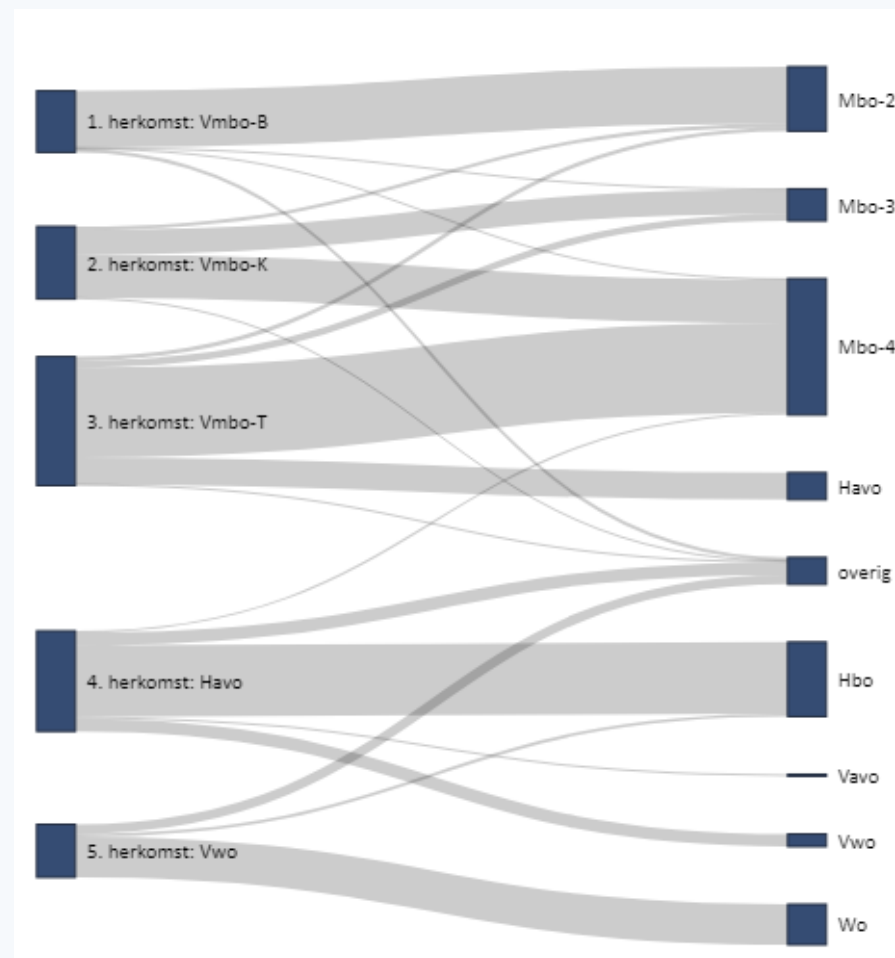 1. herkomst: Vmbo-B
2. herkomst: Vmbo-K
3. herkomst: Vmbo-T
4. herkomst: Havo
5. herkomst: Vwo
Mbo-2
Mbo-3
Mbo-4
Havo
overig
Hbo
Vavo
Vwo
Wo